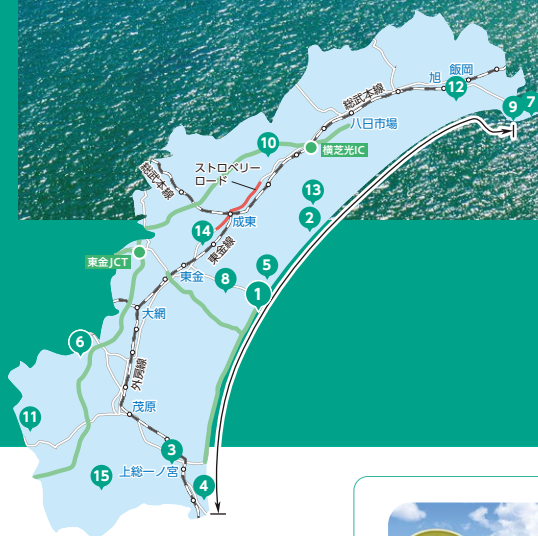 飯岡
旭
12
9
7
総武本線
八日市場
10
横芝光IC
ストロベリー
ロード
総武本線
13
2
成東
14
東金線
東金JCT
東金
5
8
1
大網
6
外房線
茂原
11
3
上総一ノ宮
15
4